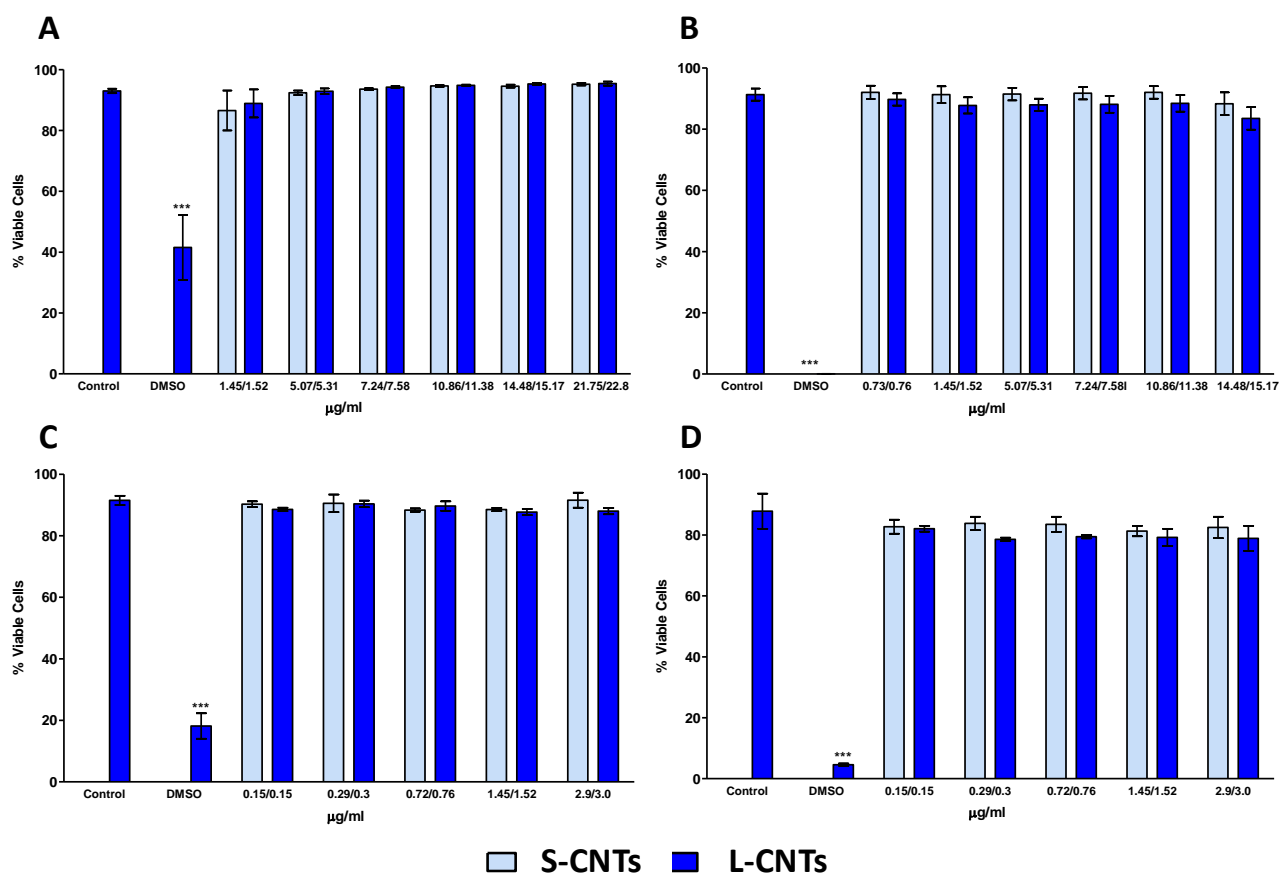 A
% Viable Cells
100
80
60
40
20
0
***
Control DMSO 1.45/1.52 5.07/5.31 7.24/7.58 10.86/11.38 14.48/15.17 21.75/22.8
µg/ml
B
% Viable Cells
100
80
60
40
20
0
***
Control DMSO 0.73/0.76 1.45/1.52 5.07/5.31 7.24/7.58l 10.86/11.38 14.48/15.17
µg/ml
C
% Viable Cells
100
80
60
40
20
0
***
Control DMSO 0.15/0.15 0.29/0.3 0.72/0.76 1.45/1.52 2.9/3.0
µg/ml
D
% Viable Cells
100
80
60
40
20
0
***
Control DMSO 0.15/0.15 0.29/0.3 0.72/0.76 1.45/1.52 2.9/3.0
µg/ml
S-CNTs L-CNTs